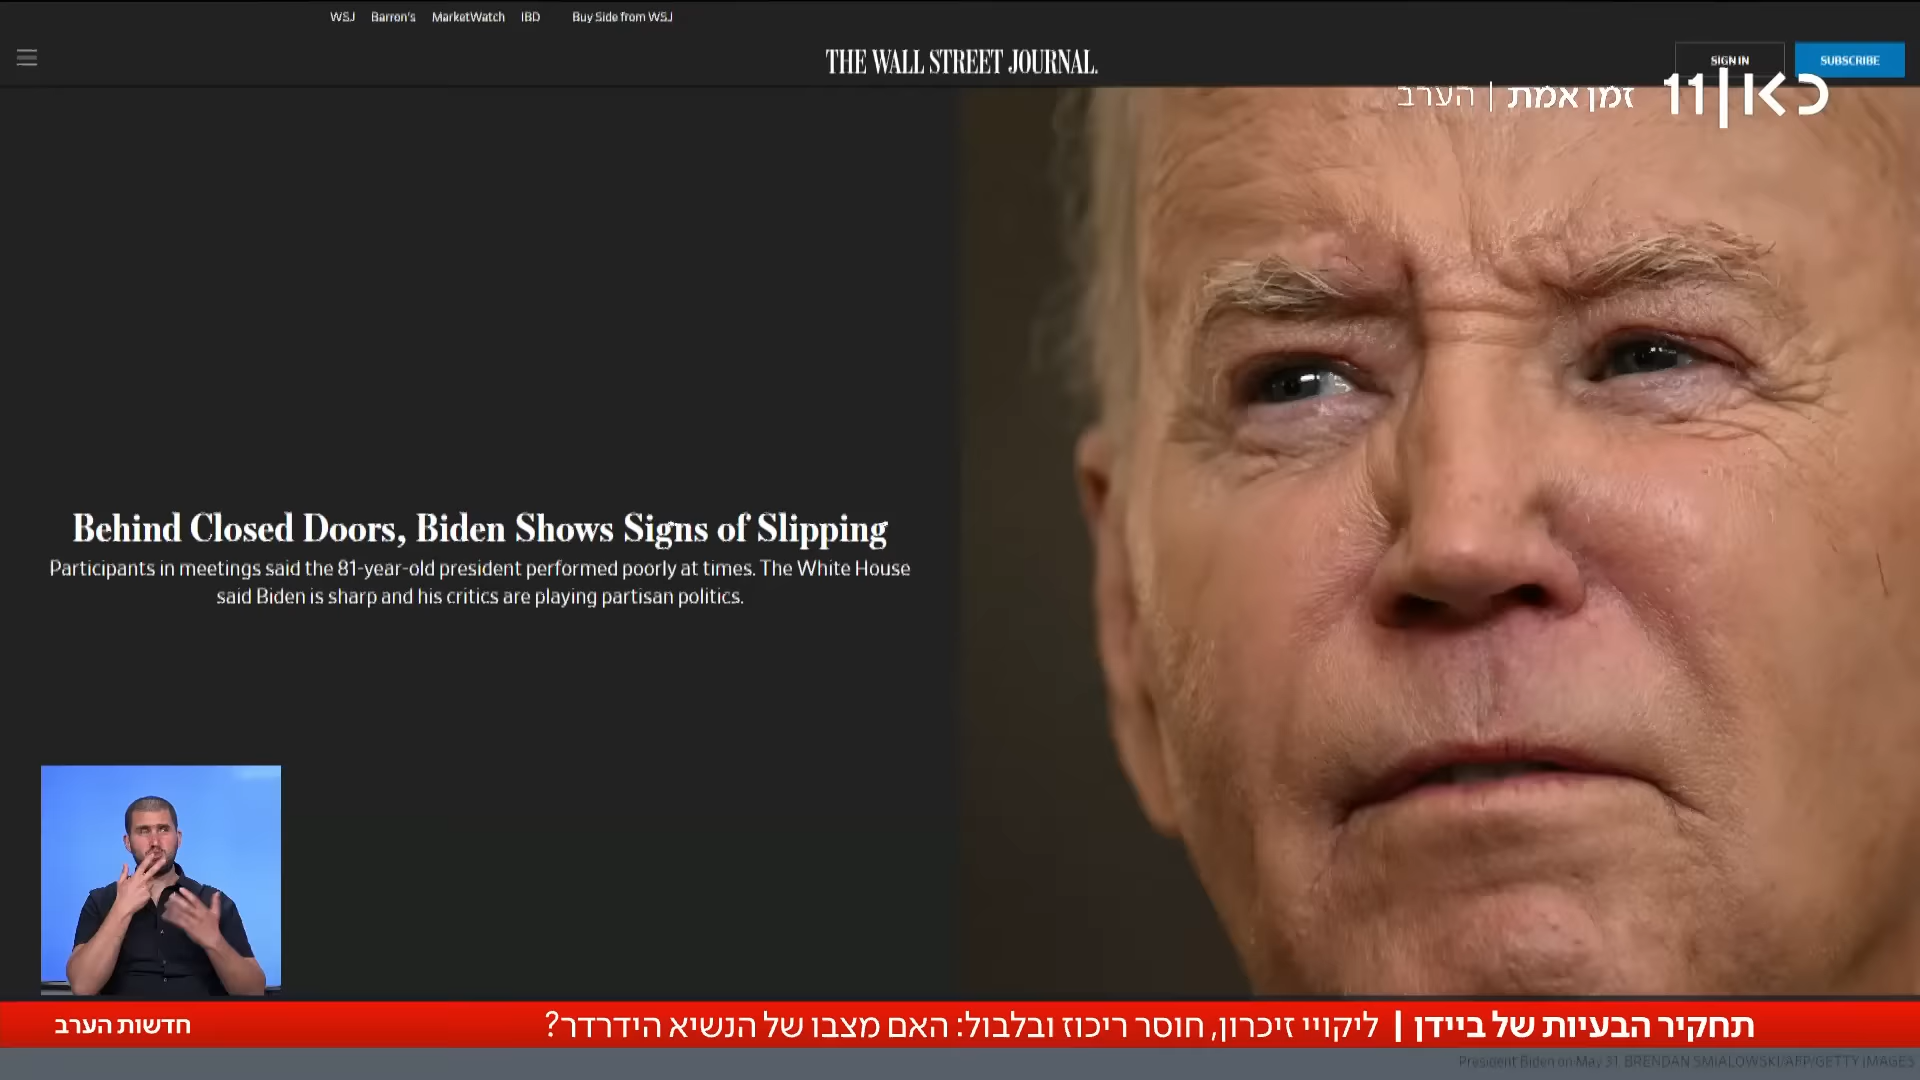 WSJ Barron's MarketWatch IBD Buy Side from WSJ
THE WALL STREET JOURNAL.
SIGN IN
SUBSCRIBE
כאן 11
זמן אמת | הערב
Behind Closed Doors, Biden Shows Signs of Slipping
Participants in meetings said the 81-year-old president performed poorly at times. The White House
said Biden is sharp and his critics are playing partisan politics.
תחקיר הבעיות של ביידן | ליקויי זיכרון, חוסר ריכוז ובלבול: האם מצבו של הנשיא הידרדר?
חדשות הערב
President Biden on May 31. BRENDAN SMIALOWSKI/AFP/GETTY IMAGES